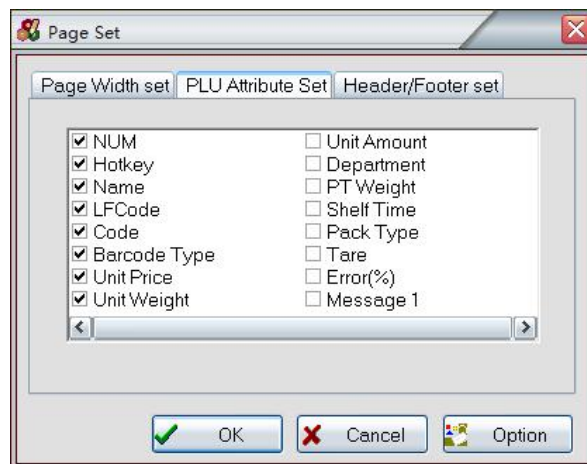 Page Set
Page Width set PLU Attribute Set Header/Footer set
NUM
Hotkey
Name
LFCode
Code
Barcode Type
Unit Price
Unit Weight
Unit Amount
Department
PT Weight
Shelf Time
Pack Type
Tare
Error(%)
Message 1
OK Cancel Option